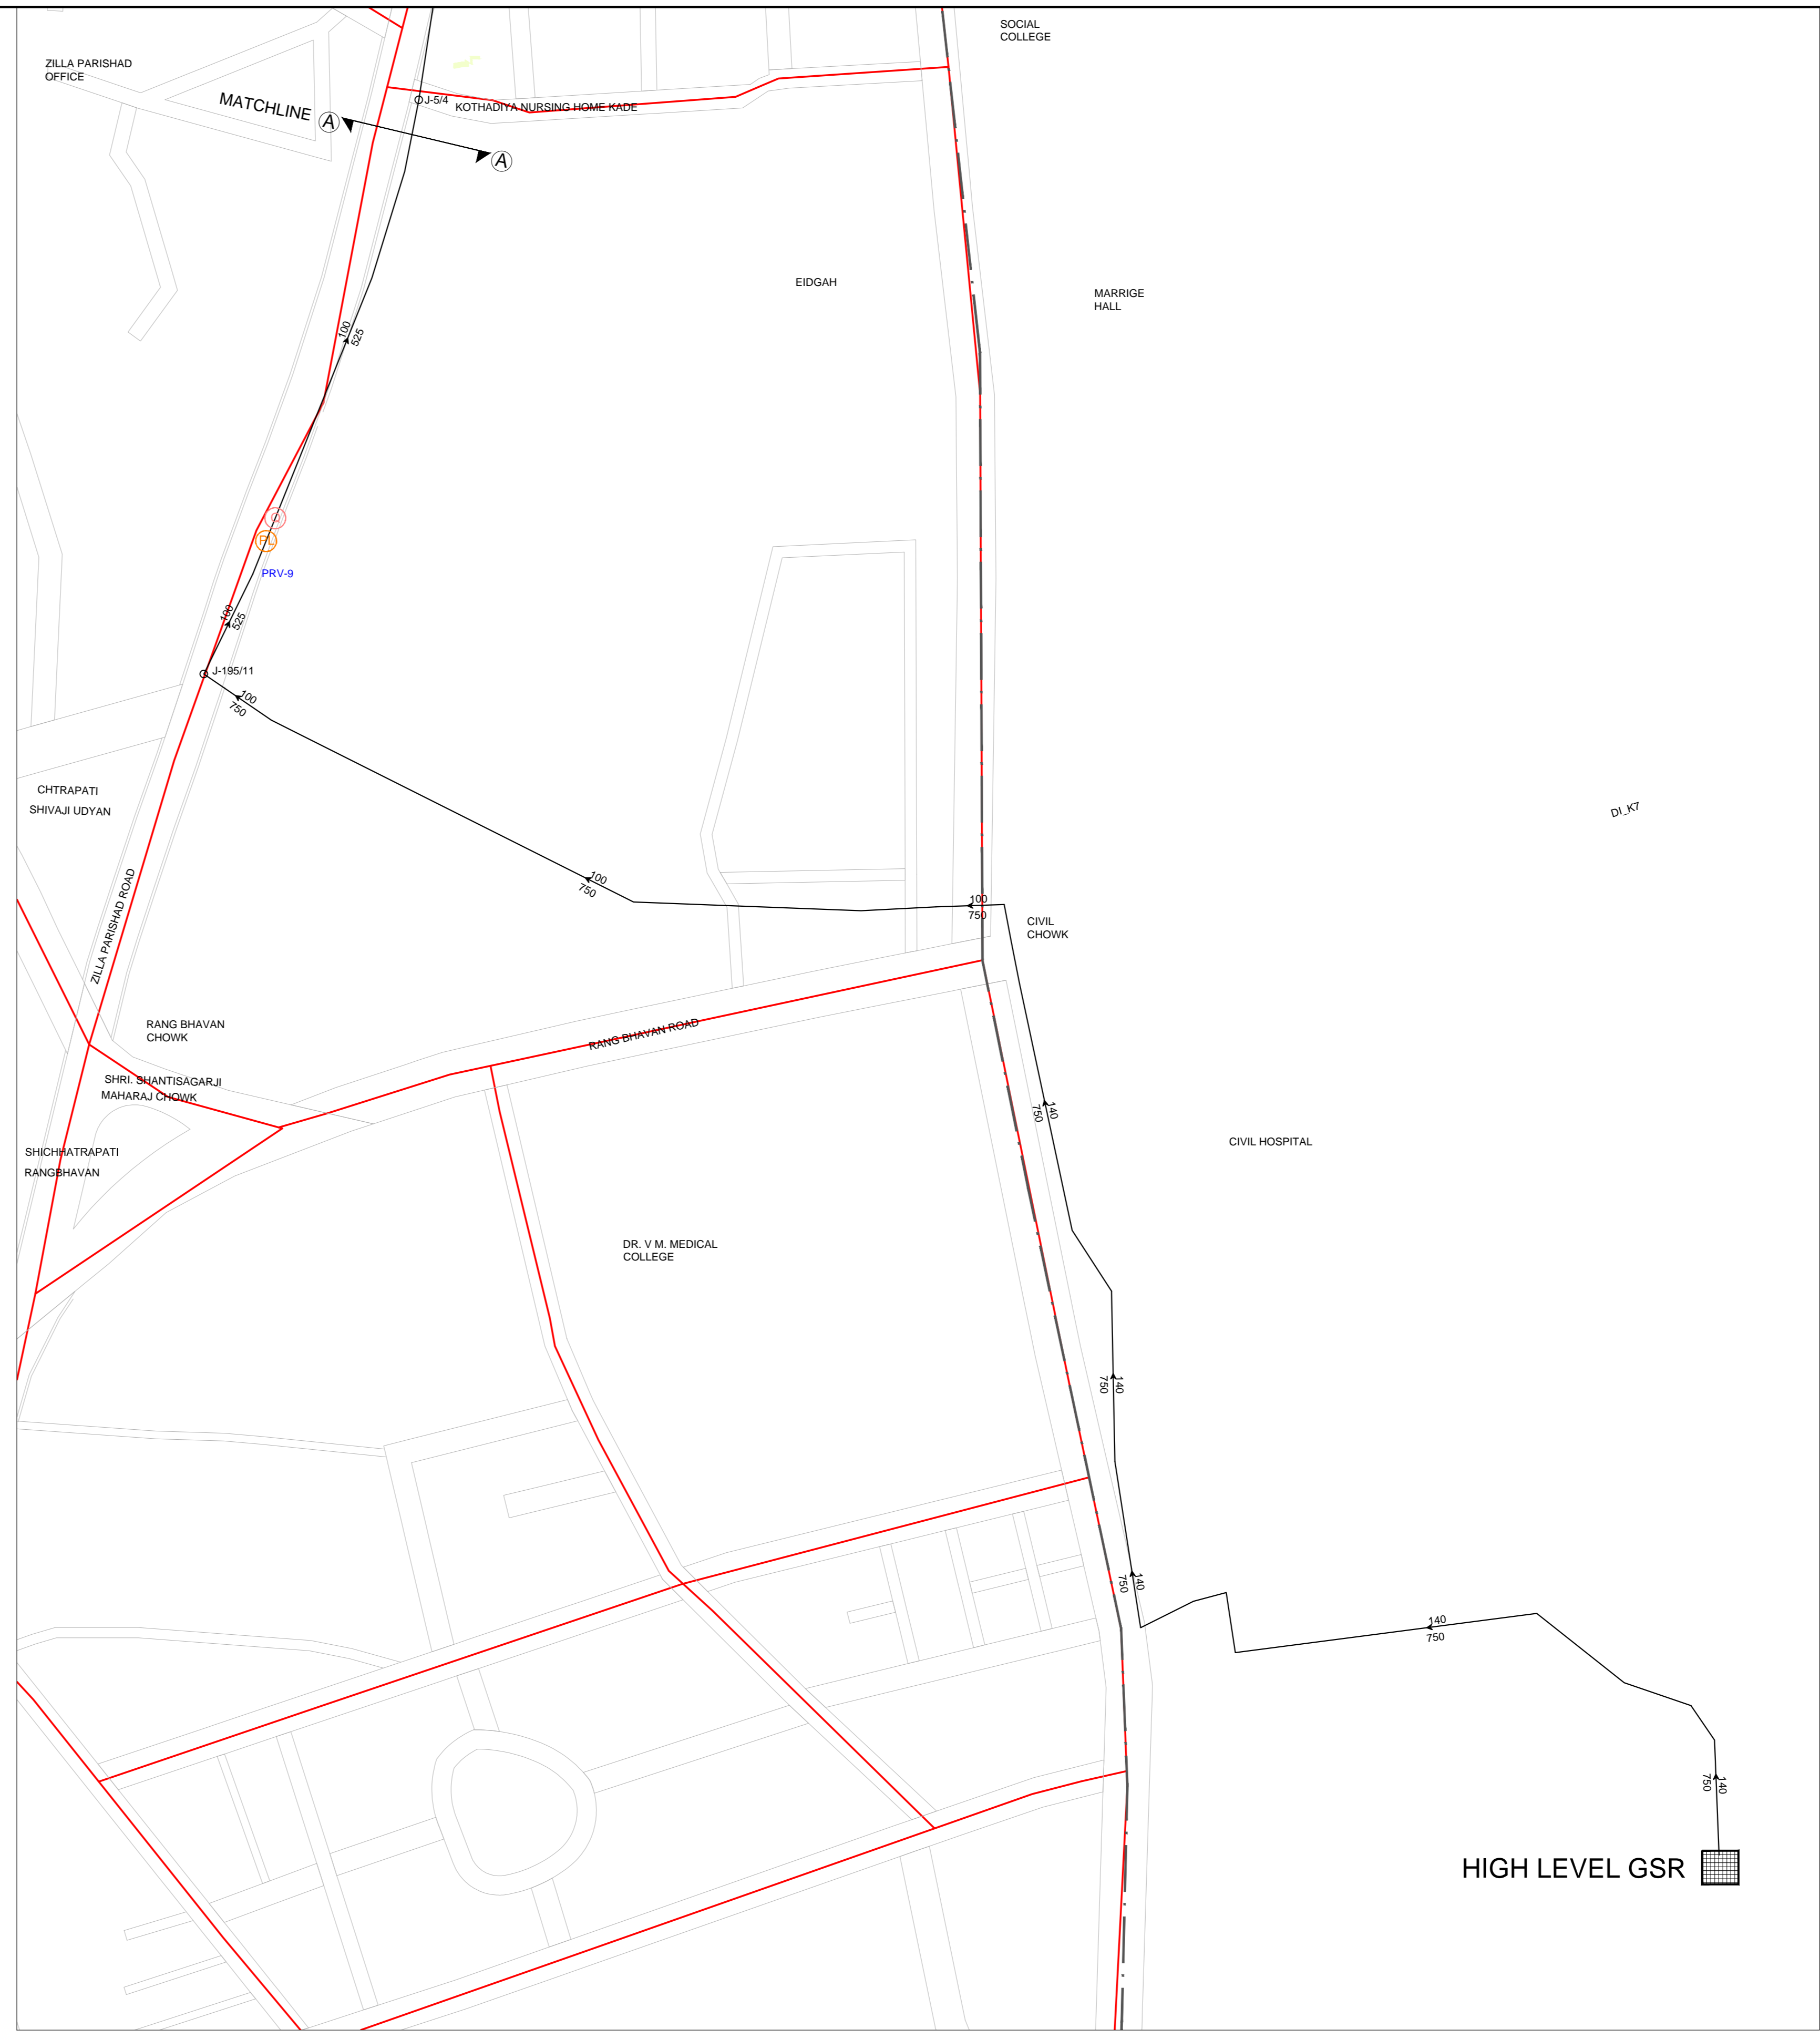 SOCIAL
COLLEGE
ZILLA PARISHAD
OFFICE
MATCHLINE
A
J-5/4
KOTHADIYA NURSING HOME KADE
A
EIDGAH
MARRIGE
HALL
100
525
Q
PL
PRV-9
100
525
J-195/11
100
750
CHTRAPATI
SHIVAJI UDYAN
DI_K7
ZILLA PARISHAD ROAD
100
750
100
750
CIVIL
CHOWK
RANG BHAVAN
CHOWK
RANG BHAVAN ROAD
SHRI. SHANTISAGARJI
MAHARAJ CHOWK
140
750
CIVIL HOSPITAL
SHICHHATRAPATI
RANGBHAVAN
DR. V M. MEDICAL
COLLEGE
140
750
140
750
140
750
140
750
HIGH LEVEL GSR